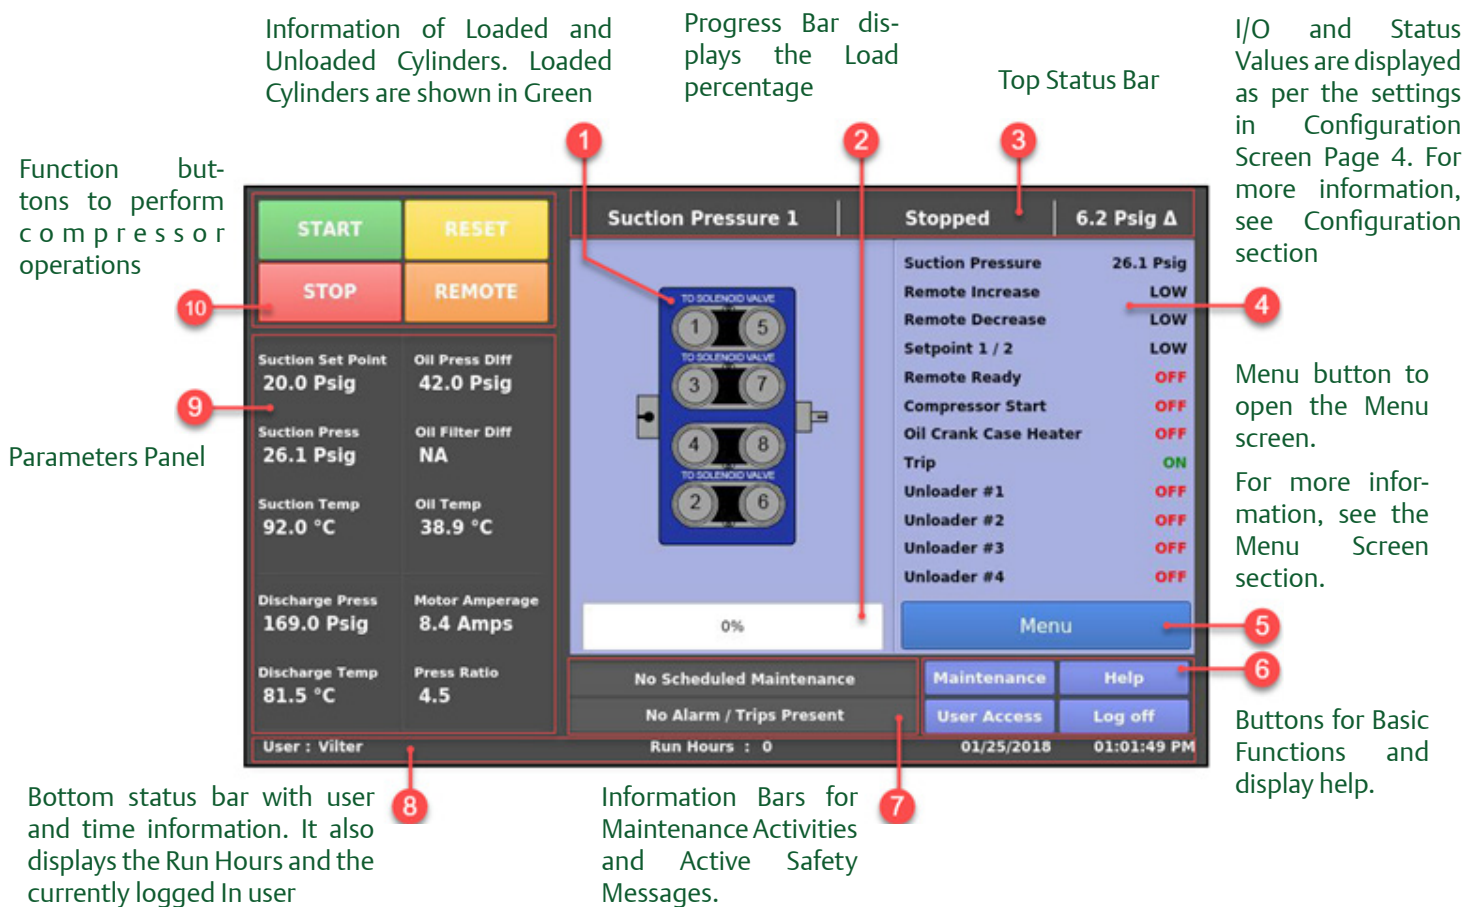 Information of Loaded and
Unloaded Cylinders. Loaded
Cylinders are shown in Green
Progress Bar dis-
plays the Load
percentage
Top Status Bar
I/O and Status
Values are displayed
as per the settings
in Configuration
Screen Page 4. For
more information,
see Configuration
section
1
2
3
Function but-
tons to perform
compressor
operations
START
RESET
STOP
REMOTE
10
Suction Pressure 1
Stopped
6.2 Psig Δ
TO SOLENOID VALVE
1
5
TO SOLENOID VALVE
3
7
4
8
TO SOLENOID VALVE
2
6
Suction Pressure 26.1 Psig
Remote Increase LOW
Remote Decrease LOW
Setpoint 1 / 2 LOW
Remote Ready OFF
Compressor Start OFF
Oil Crank Case Heater OFF
Trip ON
Unloader #1 OFF
Unloader #2 OFF
Unloader #3 OFF
Unloader #4 OFF
4
Suction Set Point
20.0 Psig
Oil Press Diff
42.0 Psig
9
Suction Press
26.1 Psig
Oil Filter Diff
NA
Parameters Panel
Suction Temp
92.0 °C
Oil Temp
38.9 °C
Discharge Press
169.0 Psig
Motor Amperage
8.4 Amps
Discharge Temp
81.5 °C
Press Ratio
4.5
0%
Menu
5
Menu button to
open the Menu
screen.
For more infor-
mation, see the
Menu Screen
section.
No Scheduled Maintenance
No Alarm / Trips Present
Maintenance
Help
User Access
Log off
6
7
Buttons for Basic
Functions and
display help.
User : Vilter
Run Hours : 0
01/25/2018
01:01:49 PM
8
Bottom status bar with user
and time information. It also
displays the Run Hours and the
currently logged In user
Information Bars for
Maintenance Activities
and Active Safety
Messages.